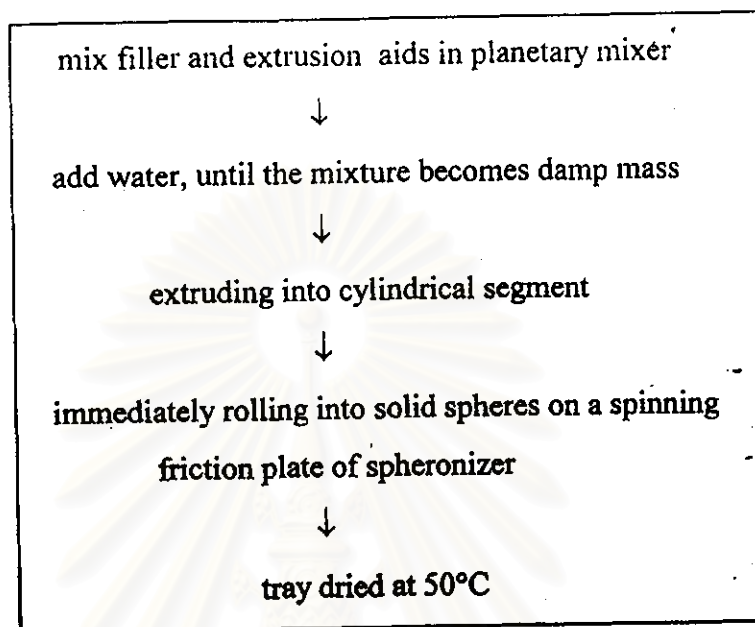 mix filler and extrusion aids in planetary mixer
↓
add water, until the mixture becomes damp mass
↓
extruding into cylindrical segment
↓
immediately rolling into solid spheres on a spinning
friction plate of spheronizer
↓
tray dried at 50°C